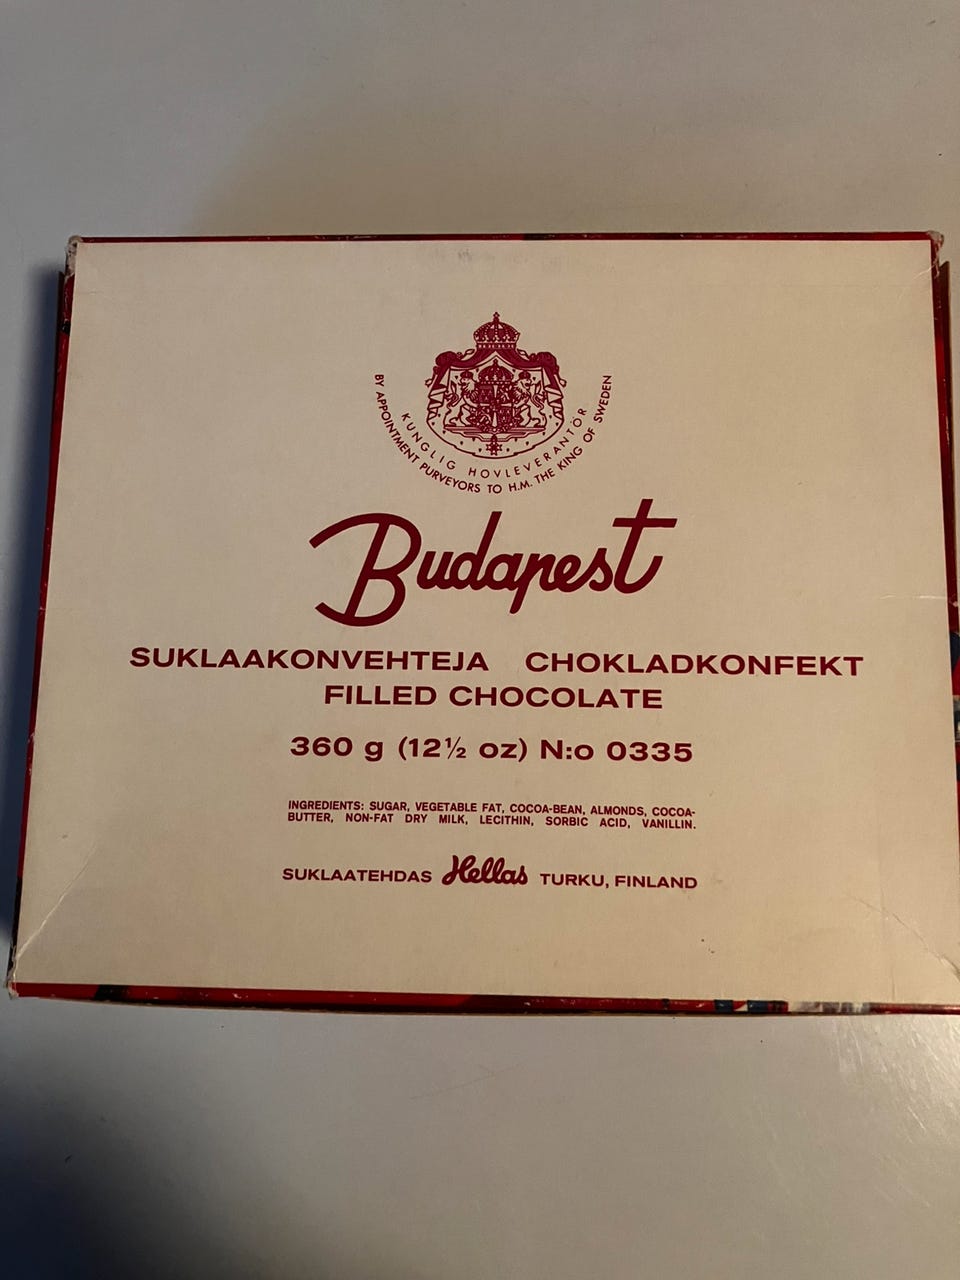 KUNGLIG HOVLEVERANTÖR
BY APPOINTMENT PURVEYORS TO H.M. THE KING OF SWEDEN
Budapest
SUKLAAKONVEHTEJA CHOKLADKONFEKT
FILLED CHOCOLATE
360 g (12½ oz) N:o 0335
INGREDIENTS: SUGAR, VEGETABLE FAT, COCOA-BEAN, ALMONDS, COCOA-
BUTTER, NON-FAT DRY MILK, LECITHIN, SORBIC ACID, VANILLIN.
SUKLAATEHDAS Hellas TURKU, FINLAND